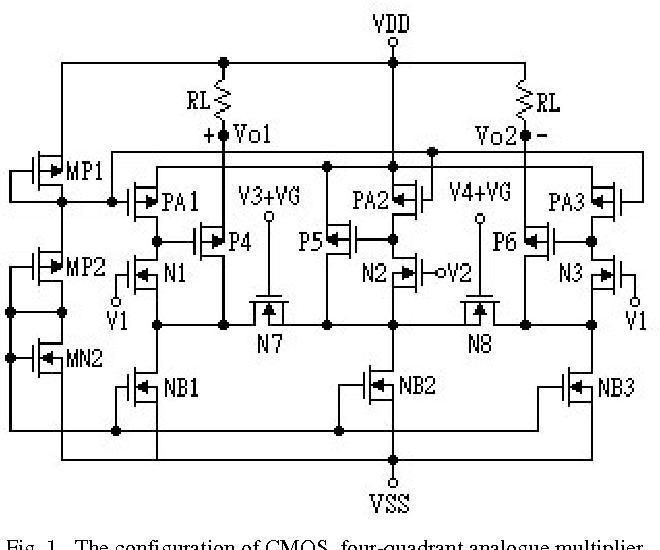 VDD
RL
RL
+ Vo1
Vo2 -
MP1
PA1
V3+VG
PA2
V4+VG
PA3
P4
P5
P6
MP2
N1
N2
V2
N3
V1
V1
N7
N8
MN2
NB1
NB2
NB3
VSS
Fig. 1 The configuration of CMOS four-quadrant analogue multiplier